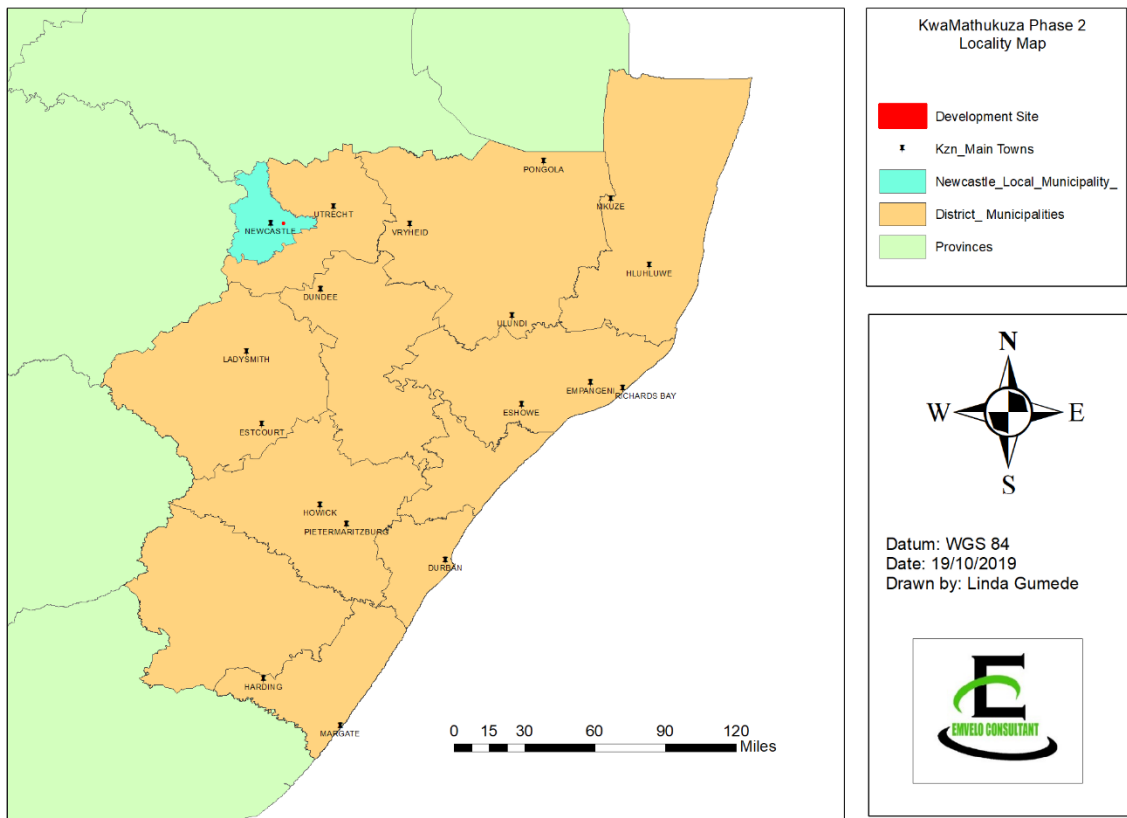 KwaMathukuza Phase 2
Locality Map
Development Site
Kzn_Main Towns
Newcastle_Local_Municipality_
District_ Municipalities
Provinces
PONGOLA
MKUZE
UTRECHT
NEWCASTLE
VRYHEID
HLUHLUWE
DUNDEE
ULUNDI
LADYSMITH
EMPANGENI
RICHARDS BAY
ESHOWE
ESTCOURT
HOWICK
PIETERMARITZBURG
DURBAN
HARDING
MARGATE
0 15 30 60 90 120
Miles
N
W E
S
Datum: WGS 84
Date: 19/10/2019
Drawn by: Linda Gumede
E
EMVELO CONSULTANT